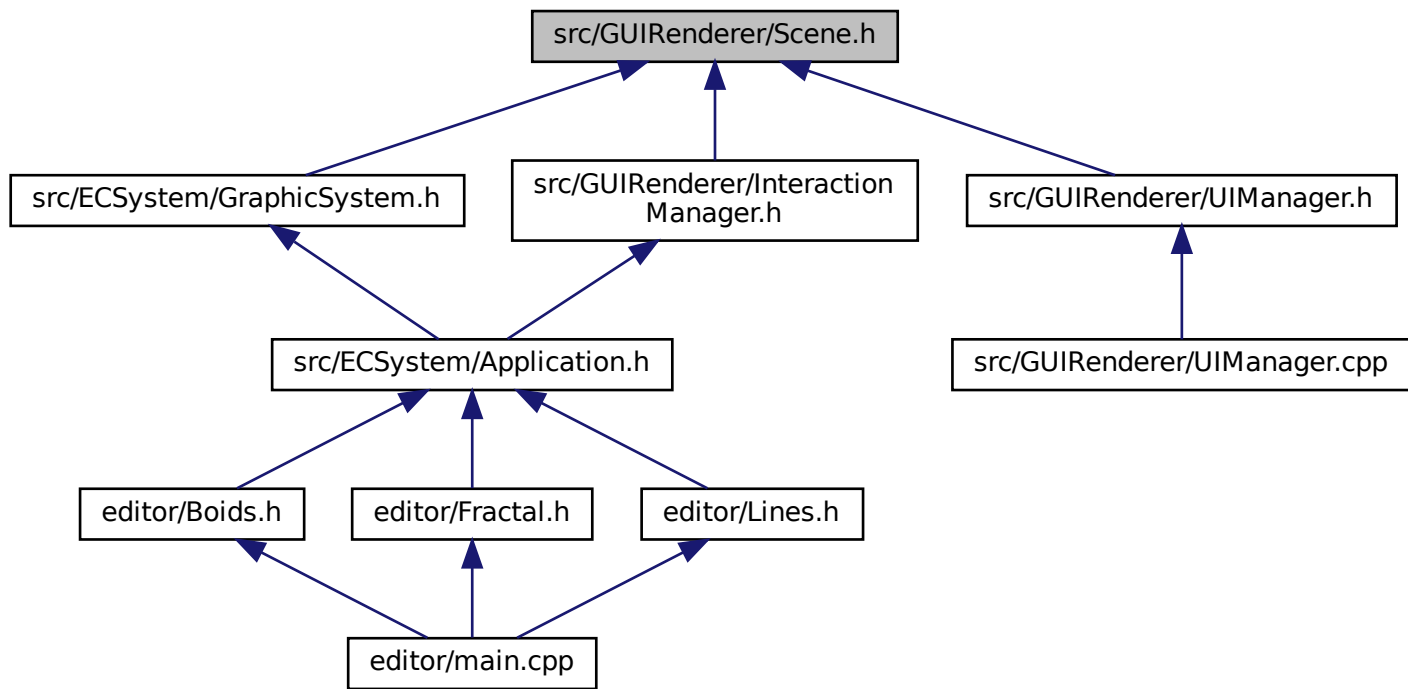 src/GUIRenderer/Scene.h
src/ECSystem/GraphicSystem.h
src/GUIRenderer/Interaction
Manager.h
src/GUIRenderer/UIManager.h
src/ECSystem/Application.h
src/GUIRenderer/UIManager.cpp
editor/Boids.h
editor/Fractal.h
editor/Lines.h
editor/main.cpp